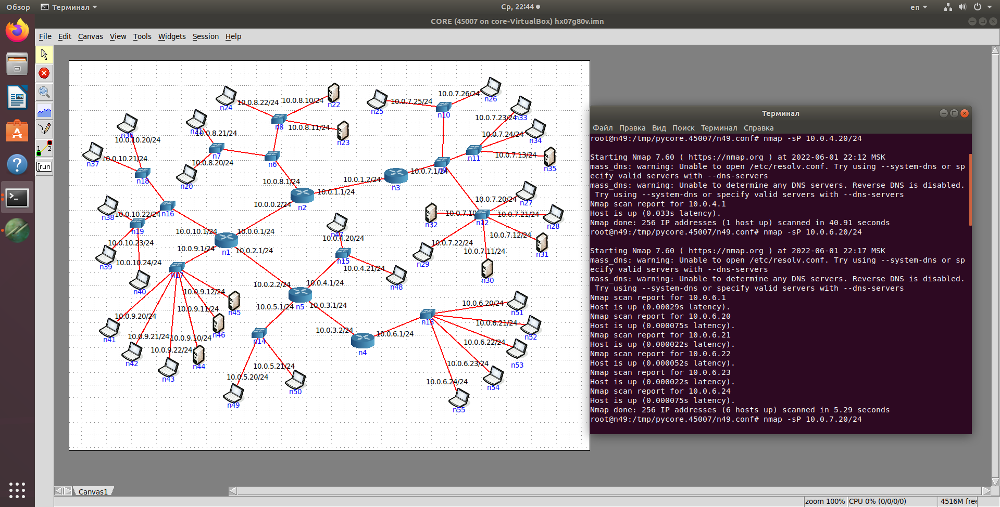 Обзор Терминал Ср, 22:44 en
CORE (45007 on core-VirtualBox) hx07g80v.imn
File Edit Canvas View Tools Widgets Session Help
run
n24
10.0.8.22/24
10.0.8.10/24
n22
n8
10.0.8.11/24
n23
n21
10.0.8.21/24
n7
10.0.8.20/24
n20
n6
10.0.8.1/24
n36
10.0.10.20/24
n37
10.0.10.21/24
n18
n38
10.0.10.22/24
n16
n19
10.0.10.23/24
n39
10.0.10.24/24
n40
10.0.10.1/24
10.0.0.1/24
10.0.9.1/24
n1
10.0.2.1/24
10.0.0.2/24
n2
10.0.1.1/24
10.0.1.2/24
n3
10.0.7.1/24
n25
10.0.7.25/24
10.0.7.26/24
n26
n10
n9
10.0.7.23/24
n33
10.0.7.24/24
n34
n11
10.0.7.13/24
n35
10.0.7.20/24
n27
n32
10.0.7.10
n12
10.0.7.21/24
n28
10.0.7.22/24
n29
10.0.7.12/24
n31
10.0.7.11/24
n30
n47
10.0.4.20/24
n15
10.0.4.21/24
n48
10.0.4.1/24
10.0.2.2/24
10.0.5.1/24
n5
10.0.3.1/24
10.0.3.2/24
n4
10.0.6.1/24
n13
10.0.6.20/24
n51
10.0.6.21/24
n52
10.0.6.22/24
n53
10.0.6.23/24
n54
10.0.6.24/24
n55
n17
10.0.9.12/24
n45
10.0.9.11/24
n46
10.0.9.20/24
n41
10.0.9.21/24
n42
10.0.9.22/24
n43
10.0.9.10/24
n44
n14
10.0.5.20/24
n49
10.0.5.21/24
n50
Canvas1
zoom 100% CPU 0% (0/0/0/0) 4516M free
Терминал
Файл Правка Вид Поиск Терминал Справка
root@n49:/tmp/pycore.45007/n49.conf# nmap -sP 10.0.4.20/24
Starting Nmap 7.60 ( https://nmap.org ) at 2022-06-01 22:12 MSK
mass_dns: warning: Unable to open /etc/resolv.conf. Try using --system-dns or sp
ecify valid servers with --dns-servers
mass_dns: warning: Unable to determine any DNS servers. Reverse DNS is disabled.
Try using --system-dns or specify valid servers with --dns-servers
Nmap scan report for 10.0.4.1
Host is up (0.033s latency).
Nmap done: 256 IP addresses (1 host up) scanned in 40.91 seconds
root@n49:/tmp/pycore.45007/n49.conf# nmap -sP 10.0.6.20/24
Starting Nmap 7.60 ( https://nmap.org ) at 2022-06-01 22:17 MSK
mass_dns: warning: Unable to open /etc/resolv.conf. Try using --system-dns or sp
ecify valid servers with --dns-servers
mass_dns: warning: Unable to determine any DNS servers. Reverse DNS is disabled.
Try using --system-dns or specify valid servers with --dns-servers
Nmap scan report for 10.0.6.1
Host is up (0.00029s latency).
Nmap scan report for 10.0.6.20
Host is up (0.000075s latency).
Nmap scan report for 10.0.6.21
Host is up (0.000022s latency).
Nmap scan report for 10.0.6.22
Host is up (0.000052s latency).
Nmap scan report for 10.0.6.23
Host is up (0.000022s latency).
Nmap scan report for 10.0.6.24
Host is up (0.000075s latency).
Nmap done: 256 IP addresses (6 hosts up) scanned in 5.29 seconds
root@n49:/tmp/pycore.45007/n49.conf# nmap -sP 10.0.7.20/24